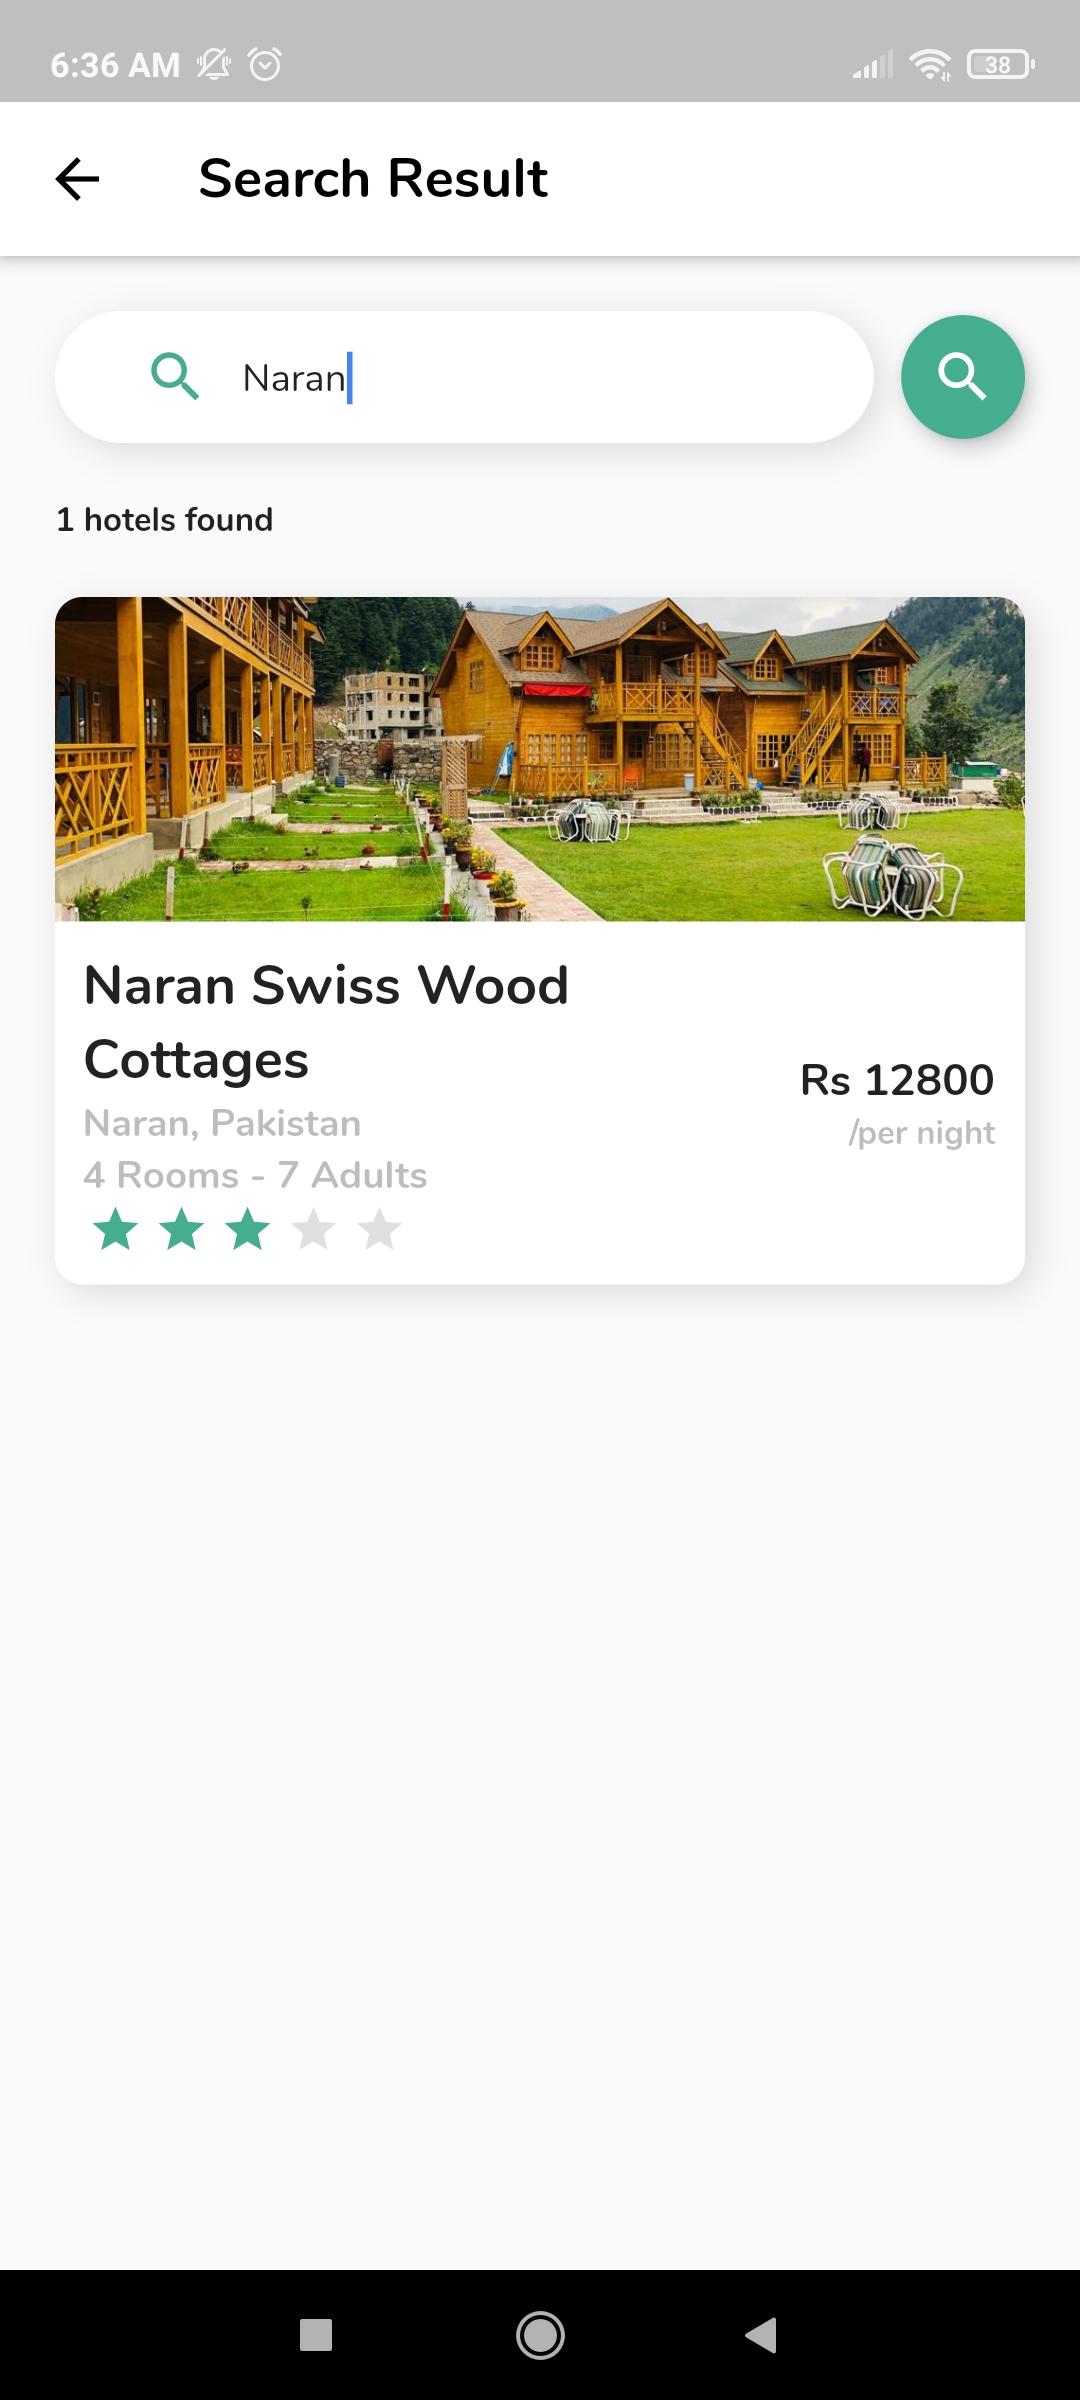 6:36 AM
38
Search Result
Naran
1 hotels found
Naran Swiss Wood
Cottages
Rs 12800
Naran, Pakistan
/per night
4 Rooms - 7 Adults